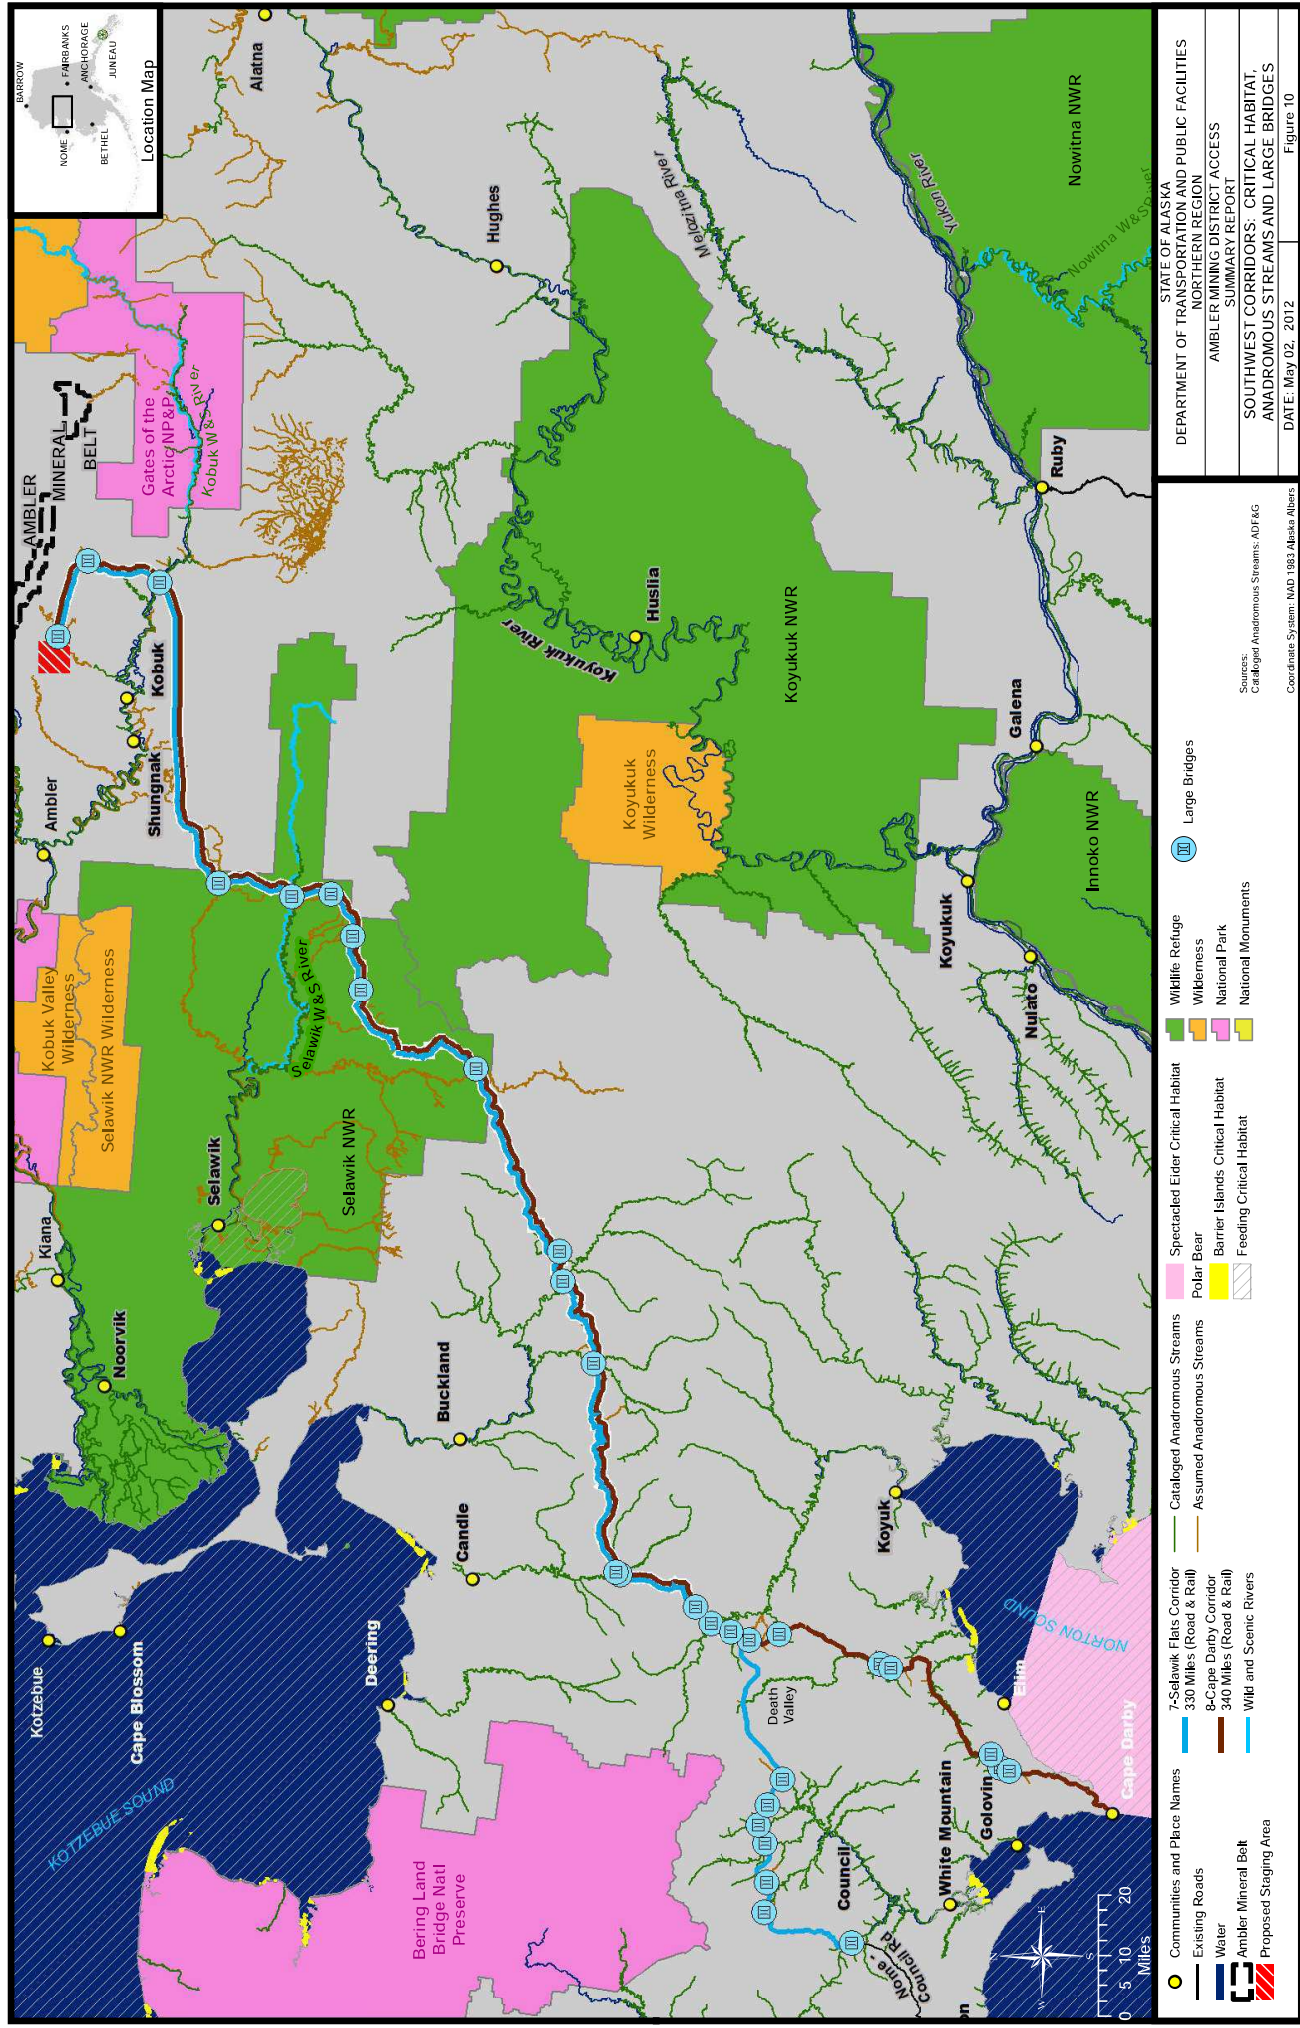 BARROW
NOME
FAIRBANKS
ANCHORAGE
BETHEL
JUNEAU
Location Map
Kotzebue
Cape Blossom
KOTZEBUE SOUND
Deering
Candle
Buckland
Noorvik
Kiana
Selawik
Kobuk Valley
Wilderness
Selawik NWR Wilderness
Selawik NWR
Selawik W&S River
Ambler
Shungnak
Kobuk
AMBLER
MINERAL
BELT
Gates of the
Arctic NP&P
Kobuk W&S River
Alatna
Hughes
Huslia
Koyukuk River
Koyukuk
Wilderness
Koyukuk NWR
Melozitna River
Yukon River
Nowitna NWR
Nowitna W&S River
Ruby
Galena
Innoko NWR
Koyukuk
Nulato
Koyuk
NORTON SOUND
Elim
Cape Darby
Death
Valley
Golovin
White Mountain
Council
Nome -
Council Rd
Bering Land
Bridge Natl
Preserve
on
N
E
S
W
0 5 10 20
Miles
Communities and Place Names
Existing Roads
Water
Ambler Mineral Belt
Proposed Staging Area
7-Selawik Flats Corridor
330 Miles (Road & Rail)
8-Cape Darby Corridor
340 Miles (Road & Rail)
Wild and Scenic Rivers
Cataloged Anadromous Streams
Assumed Anadromous Streams
Spectacled Eider Critical Habitat
Polar Bear
Barrier Islands Critical Habitat
Feeding Critical Habitat
Wildlife Refuge
Wilderness
National Park
National Monuments
Large Bridges
Sources:
Cataloged Anadromous Streams: ADF&G
Coordinate System: NAD 1983 Alaska Albers
STATE OF ALASKA
DEPARTMENT OF TRANSPORTATION AND PUBLIC FACILITIES
NORTHERN REGION
AMBLER MINING DISTRICT ACCESS
SUMMARY REPORT
SOUTHWEST CORRIDORS: CRITICAL HABITAT,
ANADROMOUS STREAMS AND LARGE BRIDGES
DATE: May 02, 2012
Figure 10